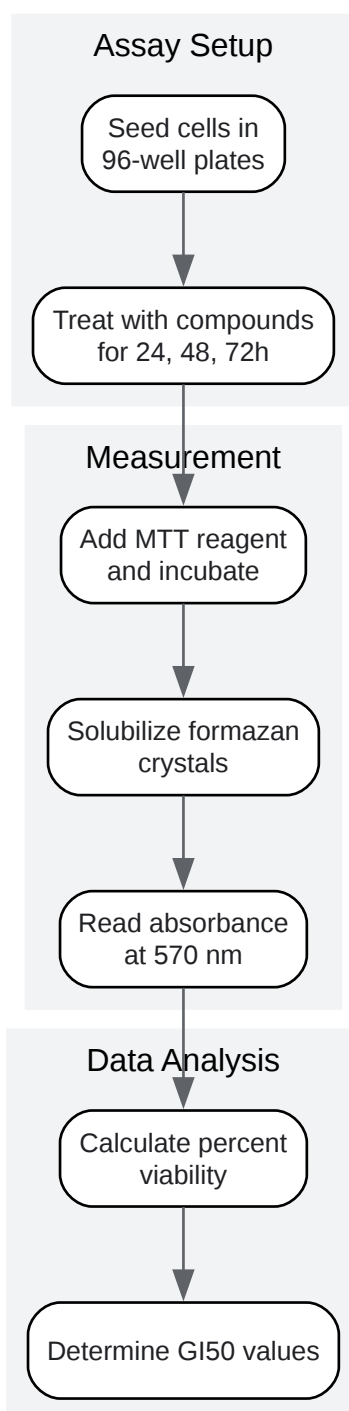 Assay Setup
Seed cells in
96-well plates
Treat with compounds
for 24, 48, 72h
Measurement
Add MTT reagent
and incubate
Solubilize formazan
crystals
Read absorbance
at 570 nm
Data Analysis
Calculate percent
viability
Determine GI50 values